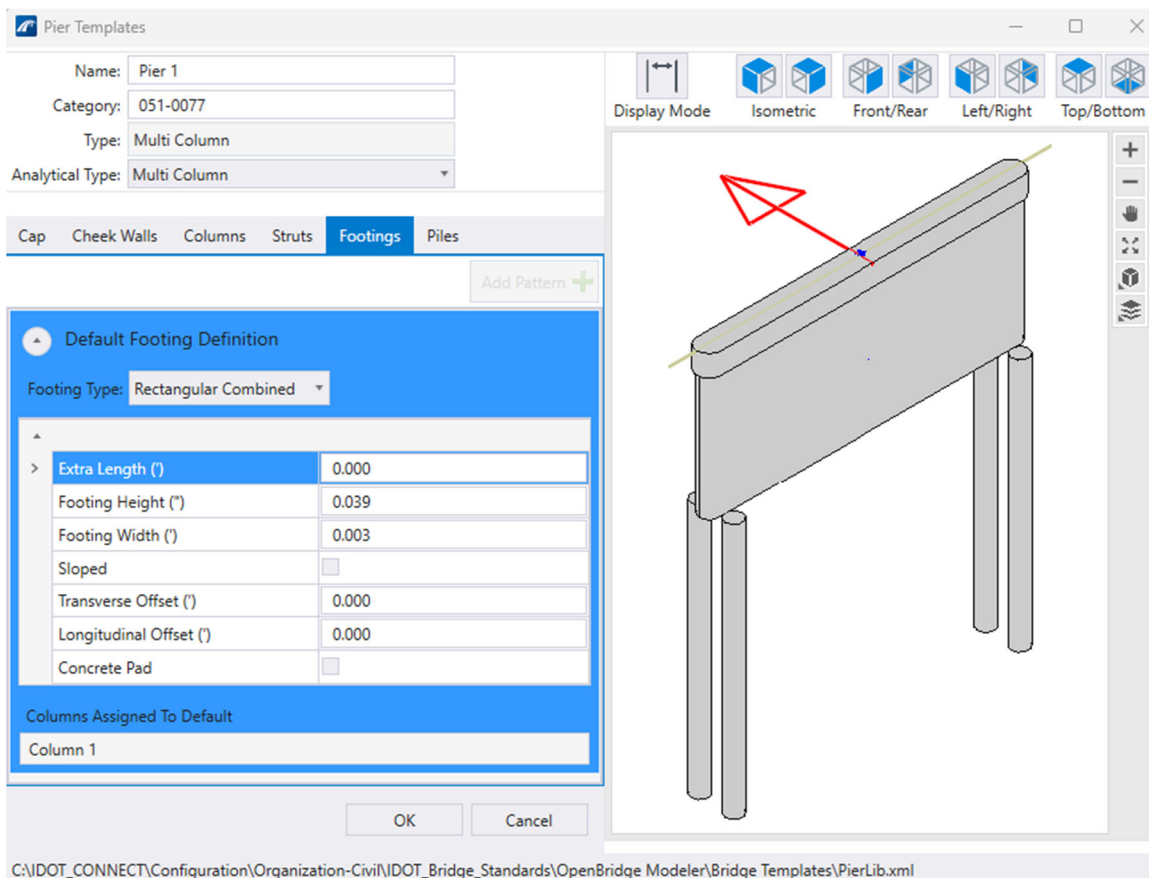 Pier Templates
Name: Pier 1
Category: 051-0077
Type: Multi Column
Analytical Type: Multi Column
Display Mode Isometric Front/Rear Left/Right Top/Bottom
Cap Cheek Walls Columns Struts Footings Piles
Add Pattern
Default Footing Definition
Footing Type: Rectangular Combined
Extra Length (') 0.000
Footing Height (") 0.039
Footing Width (') 0.003
Sloped
Transverse Offset (') 0.000
Longitudinal Offset (') 0.000
Concrete Pad
Columns Assigned To Default
Column 1
OK Cancel
C:\IDOT_CONNECT\Configuration\Organization-Civil\IDOT_Bridge_Standards\OpenBridge Modeler\Bridge Templates\PierLib.xml